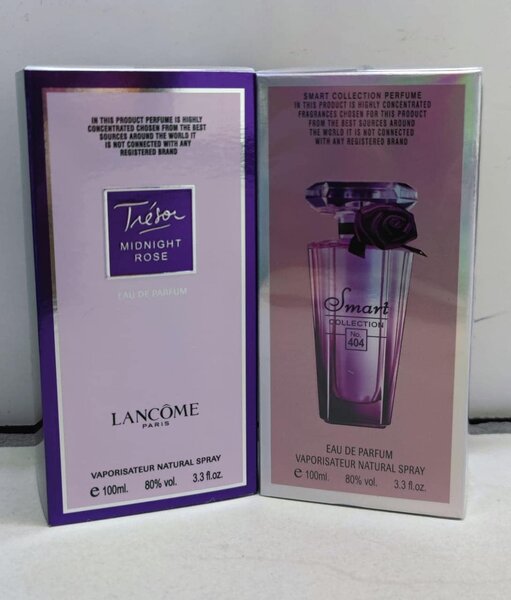 IN THIS PRODUCT PERFUME IS HIGHLY
CONCENTRATED CHOSEN FROM THE BEST
SOURCES AROUND THE WORLD IT
IS NOT CONNECTED WITH ANY
REGISTERED BRAND
Trésor
MIDNIGHT
ROSE
EAU DE PARFUM
LANCÔME
PARIS
VAPORISATEUR NATURAL SPRAY
e 100ml. 80% vol. 3.3 fl.oz.
SMART COLLECTION PERFUME
IN THIS PRODUCT IS HIGHLY CONCENTRATED
FRAGRANCES CHOSEN FOR THIS PRODUCT
FROM THE BEST SOURCES AROUND
THE WORLD IT IS NOT CONNECTED
WITH ANY REGISTERED BRAND
Smart
COLLECTION
No.
404
EAU DE PARFUM
VAPORISATEUR NATURAL SPRAY
e 100ml. 80% vol. 3.3 fl.oz.